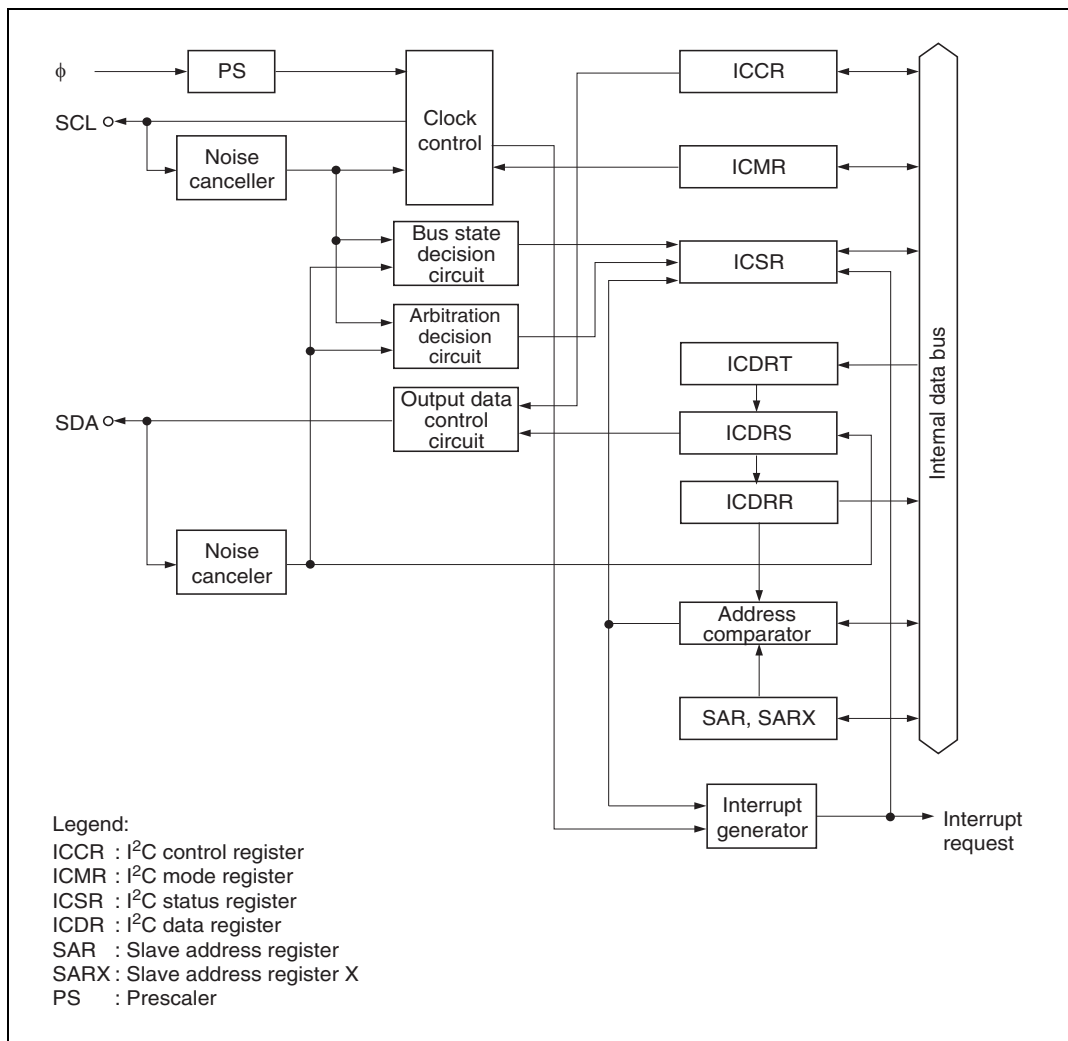 ϕ
PS
ICCR
SCL
Clock
control
Noise
canceller
ICMR
Bus state
decision
circuit
ICSR
Arbitration
decision
circuit
ICDRT
SDA
Output data
control
circuit
ICDRS
ICDRR
Noise
canceler
Address
comparator
SAR, SARX
Internal data bus
Interrupt
generator
Interrupt
request
Legend:
ICCR : I²C control register
ICMR : I²C mode register
ICSR : I²C status register
ICDR : I²C data register
SAR : Slave address register
SARX : Slave address register X
PS : Prescaler